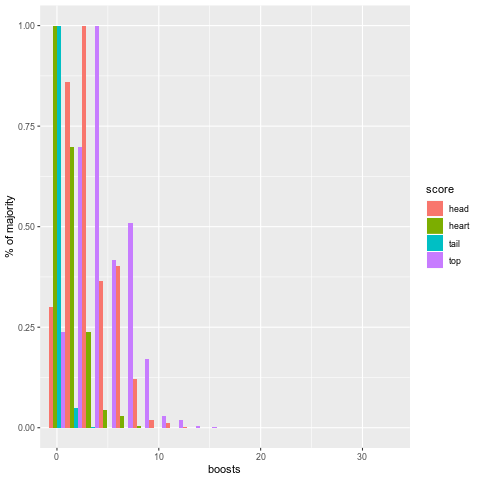 1.00
0.75
0.50
0.25
0.00
% of majority
0
10
20
30
boosts
score
head
heart
tail
top